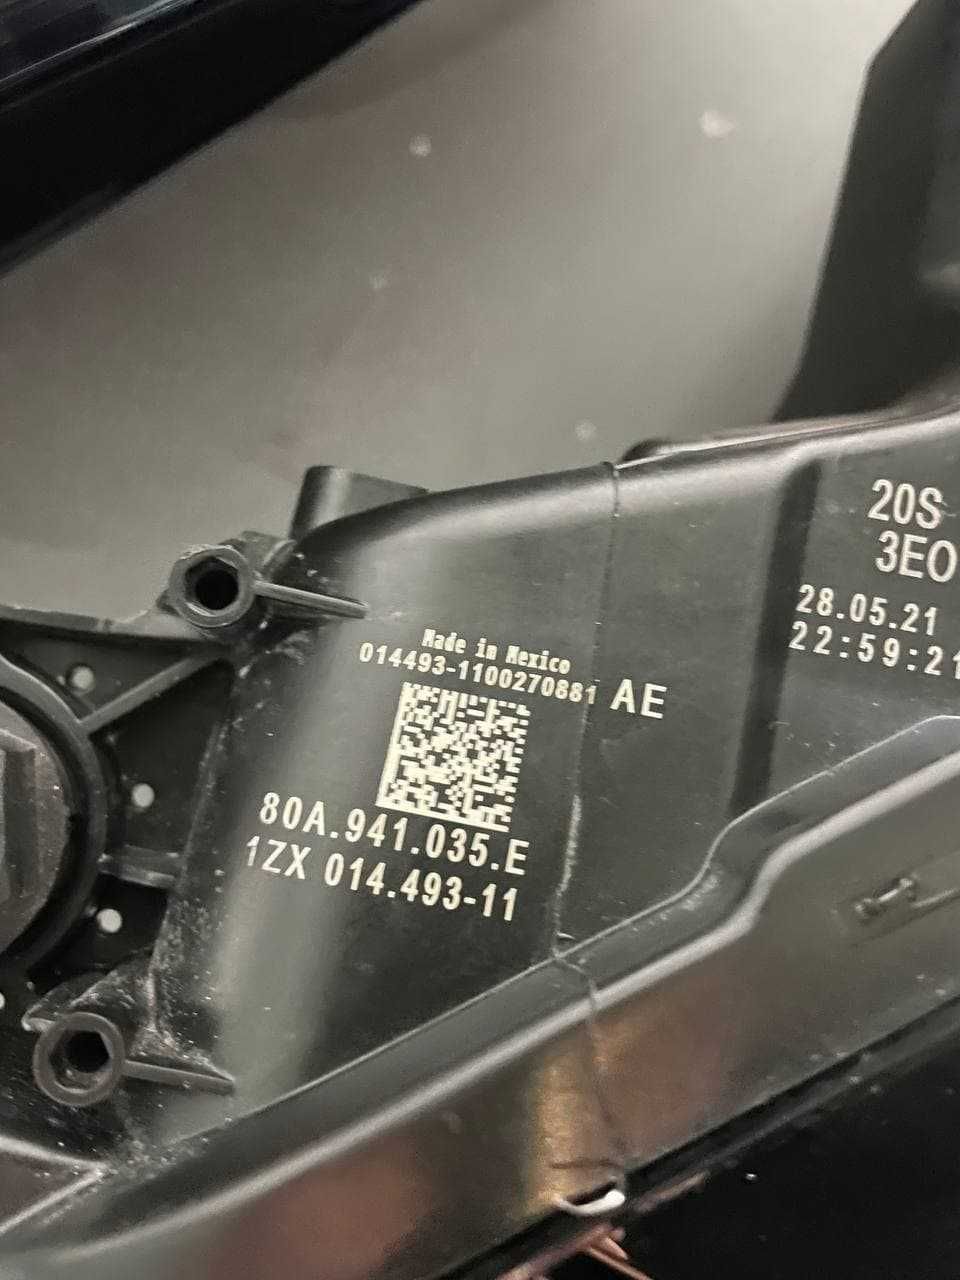 20S
3EO
28.05.21
22:59:21
Made in Mexico
014493-1100270881 AE
80A.941.035.E
1ZX 014.493-11